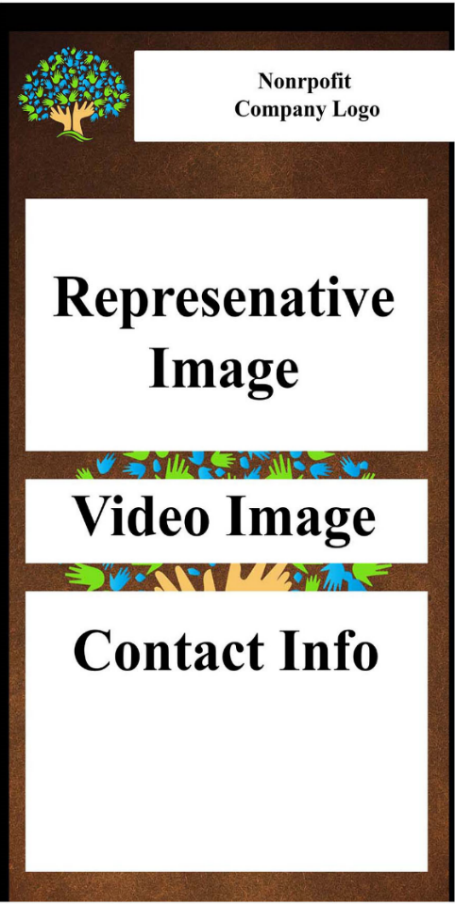 Nonrpofit
Company Logo
Represenative
Image
Video Image
Contact Info